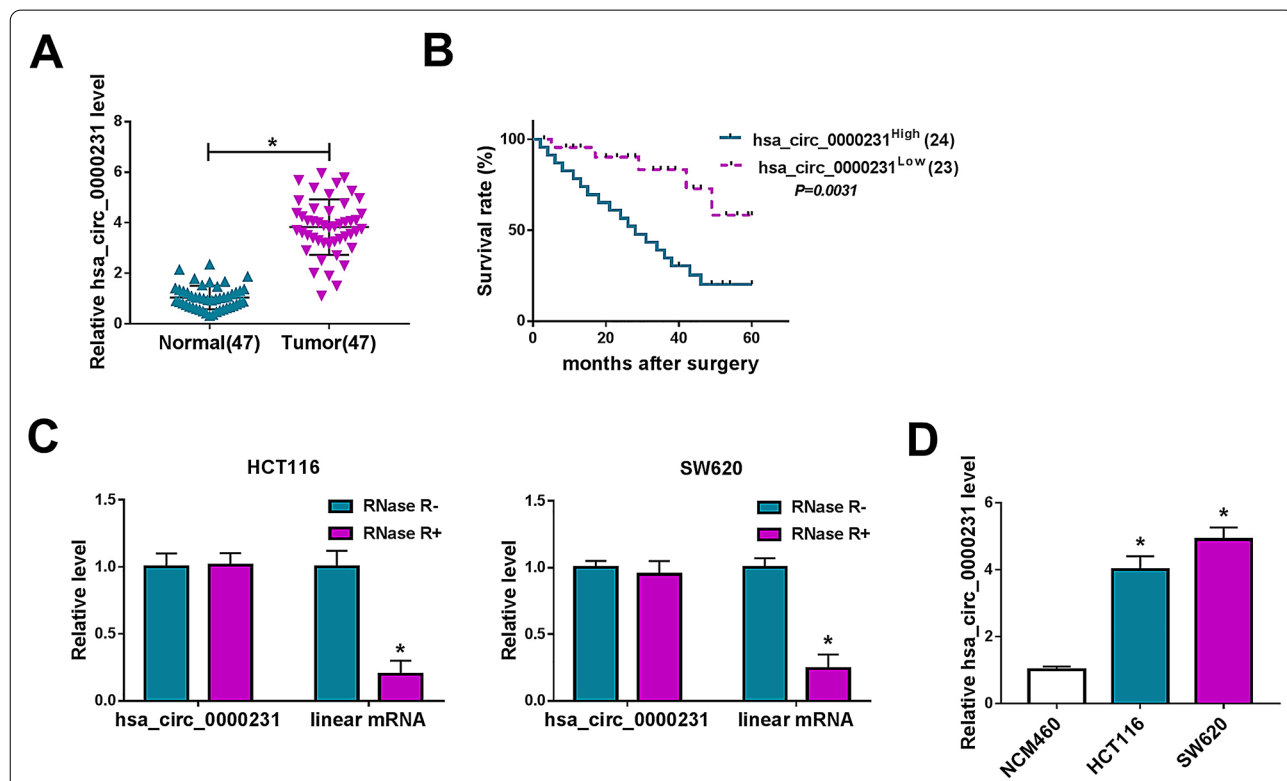 A
Relative hsa_circ_0000231 level
8
6
4
2
0
*
Normal(47)
Tumor(47)
B
Survival rate (%)
100
50
0
0
20
40
60
months after surgery
hsa_circ_0000231High (24)
hsa_circ_0000231Low (23)
P=0.0031
C
HCT116
Relative level
1.5
1.0
0.5
0.0
RNase R-
RNase R+
*
hsa_circ_0000231
linear mRNA
SW620
Relative level
1.5
1.0
0.5
0.0
RNase R-
RNase R+
*
hsa_circ_0000231
linear mRNA
D
Relative hsa_circ_0000231 level
6
4
2
0
*
*
NCM460
HCT116
SW620